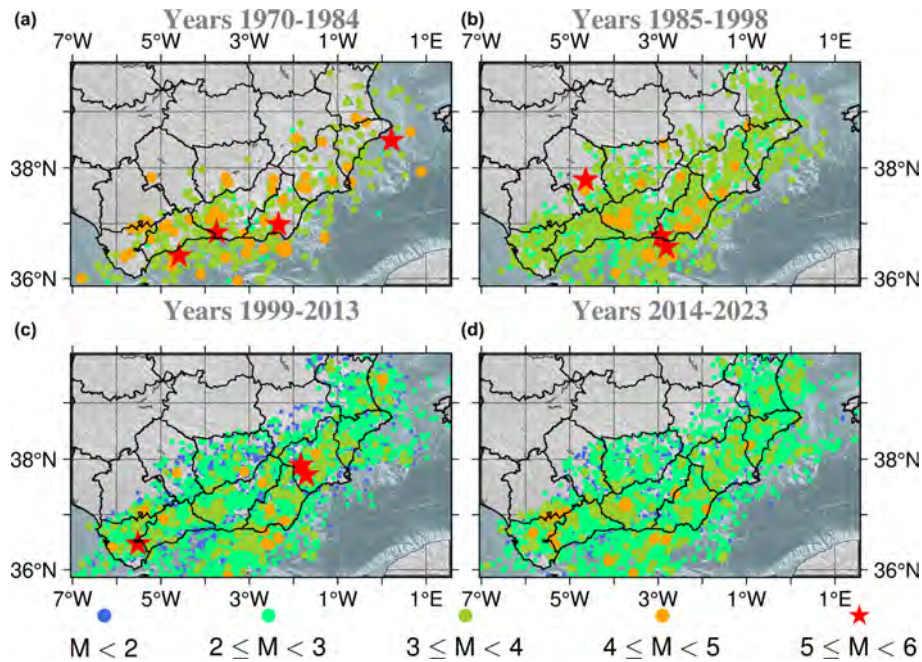 (a) Years 1970-1984 (b) Years 1985-1998
7°W 5°W 3°W 1°W 1°E 7°W 5°W 3°W 1°W 1°E
38°N 38°N
36°N 36°N
(c) Years 1999-2013 (d) Years 2014-2023
38°N 38°N
36°N 36°N
7°W 5°W 3°W 1°W 1°E 7°W 5°W 3°W 1°W 1°E
M < 2 2 ≤ M < 3 3 ≤ M < 4 4 ≤ M < 5 5 ≤ M < 6